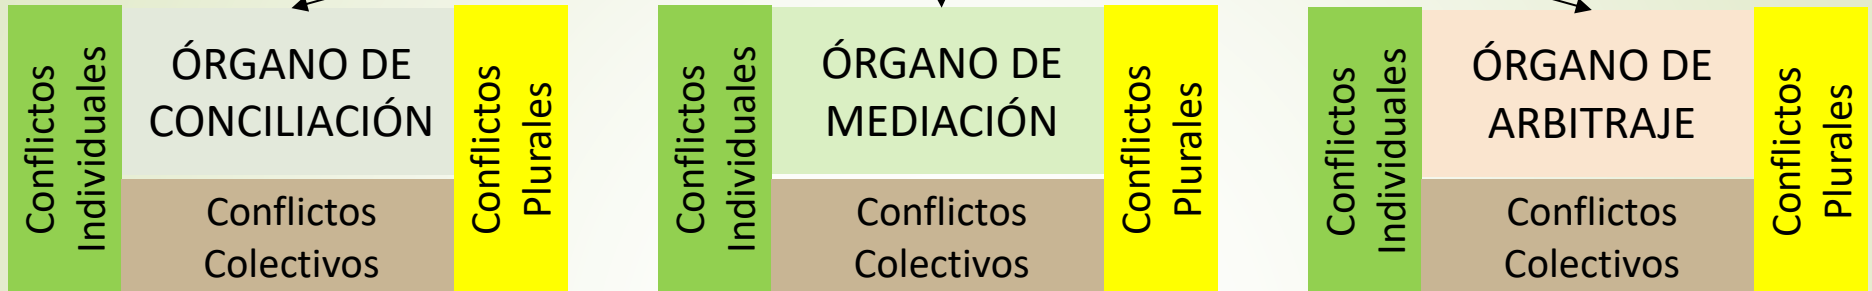 Conflictos
Individuales
ÓRGANO DE
CONCILIACIÓN
Conflictos
Colectivos
Conflictos
Plurales
Conflictos
Individuales
ÓRGANO DE
MEDIACIÓN
Conflictos
Colectivos
Conflictos
Plurales
Conflictos
Individuales
ÓRGANO DE
ARBITRAJE
Conflictos
Colectivos
Conflictos
Plurales